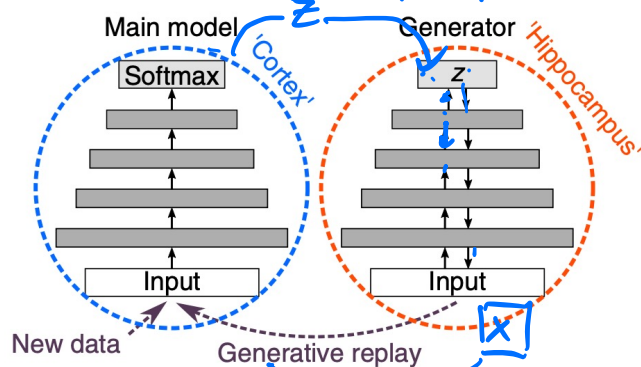 Z
Main model
Generator
'Cortex'
'Hippocampus'
Softmax
z
Input
Input
X
New data
Generative replay